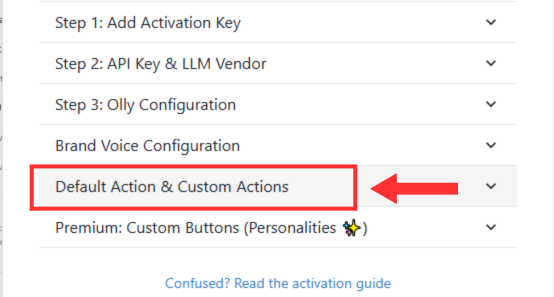 Step 1: Add Activation Key
Step 2: API Key & LLM Vendor
Step 3: Olly Configuration
Brand Voice Configuration
Default Action & Custom Actions
Premium: Custom Buttons (Personalities ✨)
Confused? Read the activation guide